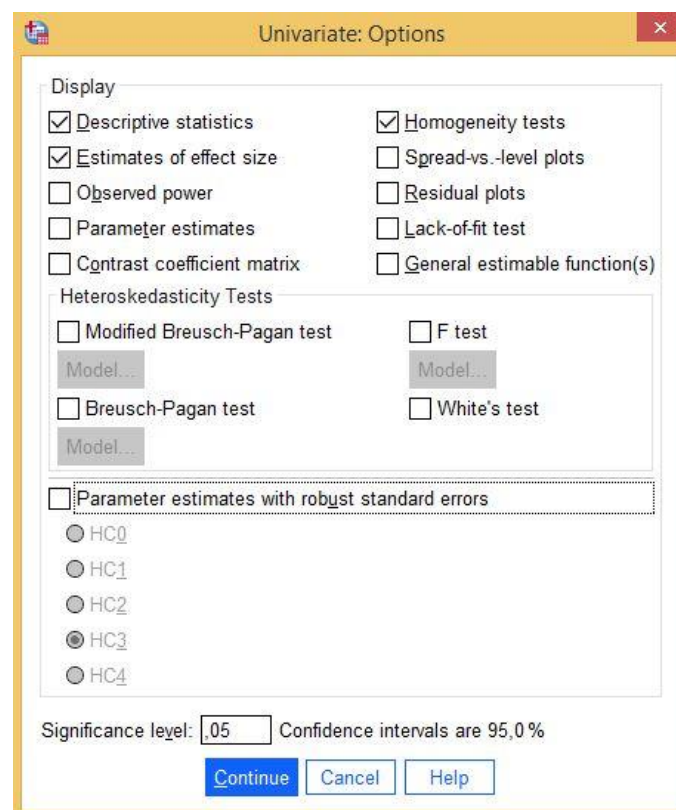 Univariate: Options
Display
Descriptive statistics
Homogeneity tests
Estimates of effect size
Spread-vs.-level plots
Observed power
Residual plots
Parameter estimates
Lack-of-fit test
Contrast coefficient matrix
General estimable function(s)
Heteroskedasticity Tests
Modified Breusch-Pagan test
F test
Model...
Model...
Breusch-Pagan test
White's test
Model...
Parameter estimates with robust standard errors
HC0
HC1
HC2
HC3
HC4
Significance level: ,05 Confidence intervals are 95,0 %
Continue Cancel Help